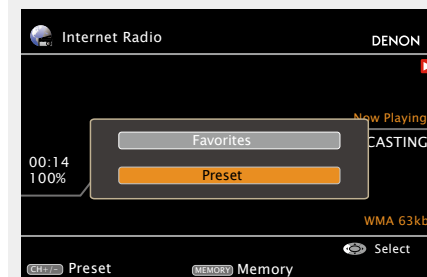 Internet Radio
DENON
Now Playing
Favorites
CASTING
00:14
Preset
100%
WMA 63kb
Select
CH+/- Preset
MEMORY Memory